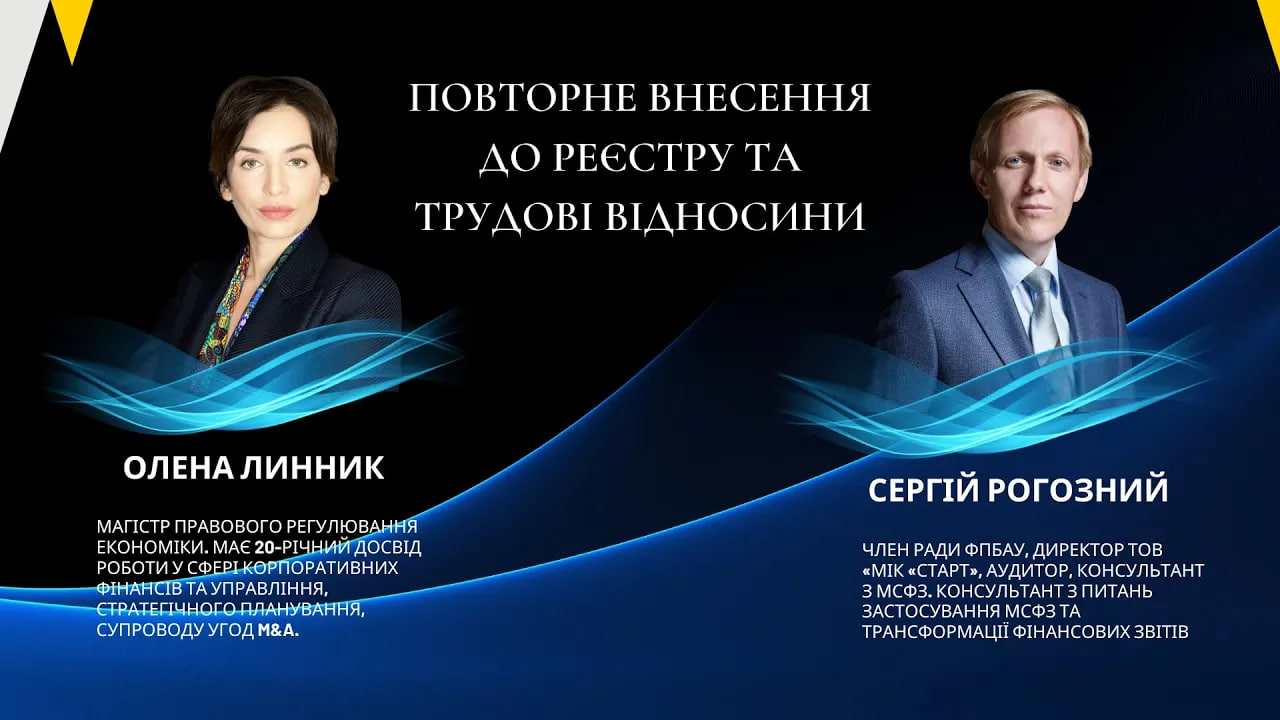 ПОВТОРНЕ ВНЕСЕННЯ
ДО РЕЄСТРУ ТА
ТРУДОВІ ВІДНОСИНИ
ОЛЕНА ЛИННИК
МАГІСТР ПРАВОВОГО РЕГУЛЮВАННЯ
ЕКОНОМІКИ. МАЄ 20-РІЧНИЙ ДОСВІД
РОБОТИ У СФЕРІ КОРПОРАТИВНИХ
ФІНАНСІВ ТА УПРАВЛІННЯ,
СТРАТЕГІЧНОГО ПЛАНУВАННЯ,
СУПРОВОДУ УГОД M&A.
СЕРГІЙ РОГОЗНИЙ
ЧЛЕН РАДИ ФПБАУ, ДИРЕКТОР ТОВ
«МІК «СТАРТ», АУДИТОР, КОНСУЛЬТАНТ
З МСФЗ. КОНСУЛЬТАНТ З ПИТАНЬ
ЗАСТОСУВАННЯ МСФЗ ТА
ТРАНСФОРМАЦІЇ ФІНАНСОВИХ ЗВІТІВ